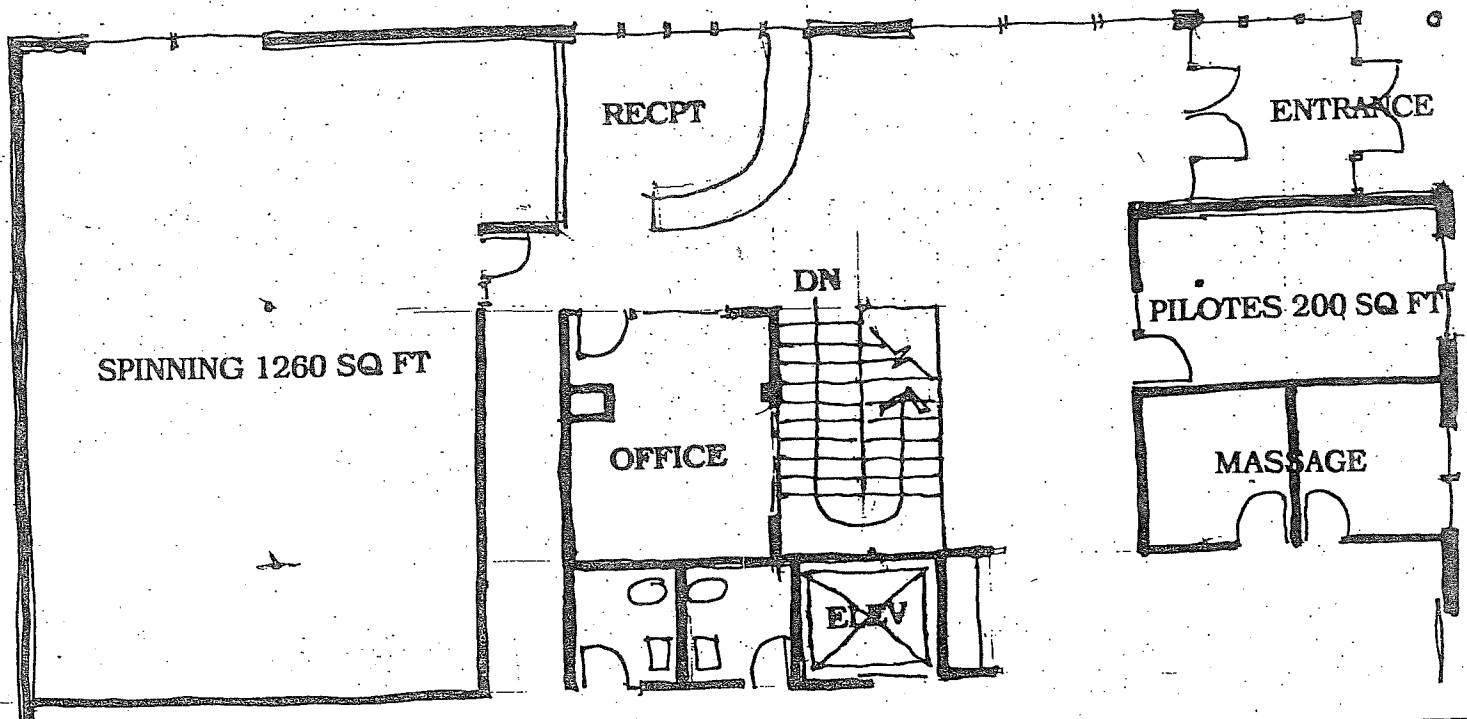 RECPT
ENTRANCE
DN
PILOTES 200 SQ FT
SPINNING 1260 SQ FT
OFFICE
MASSAGE
ELEV